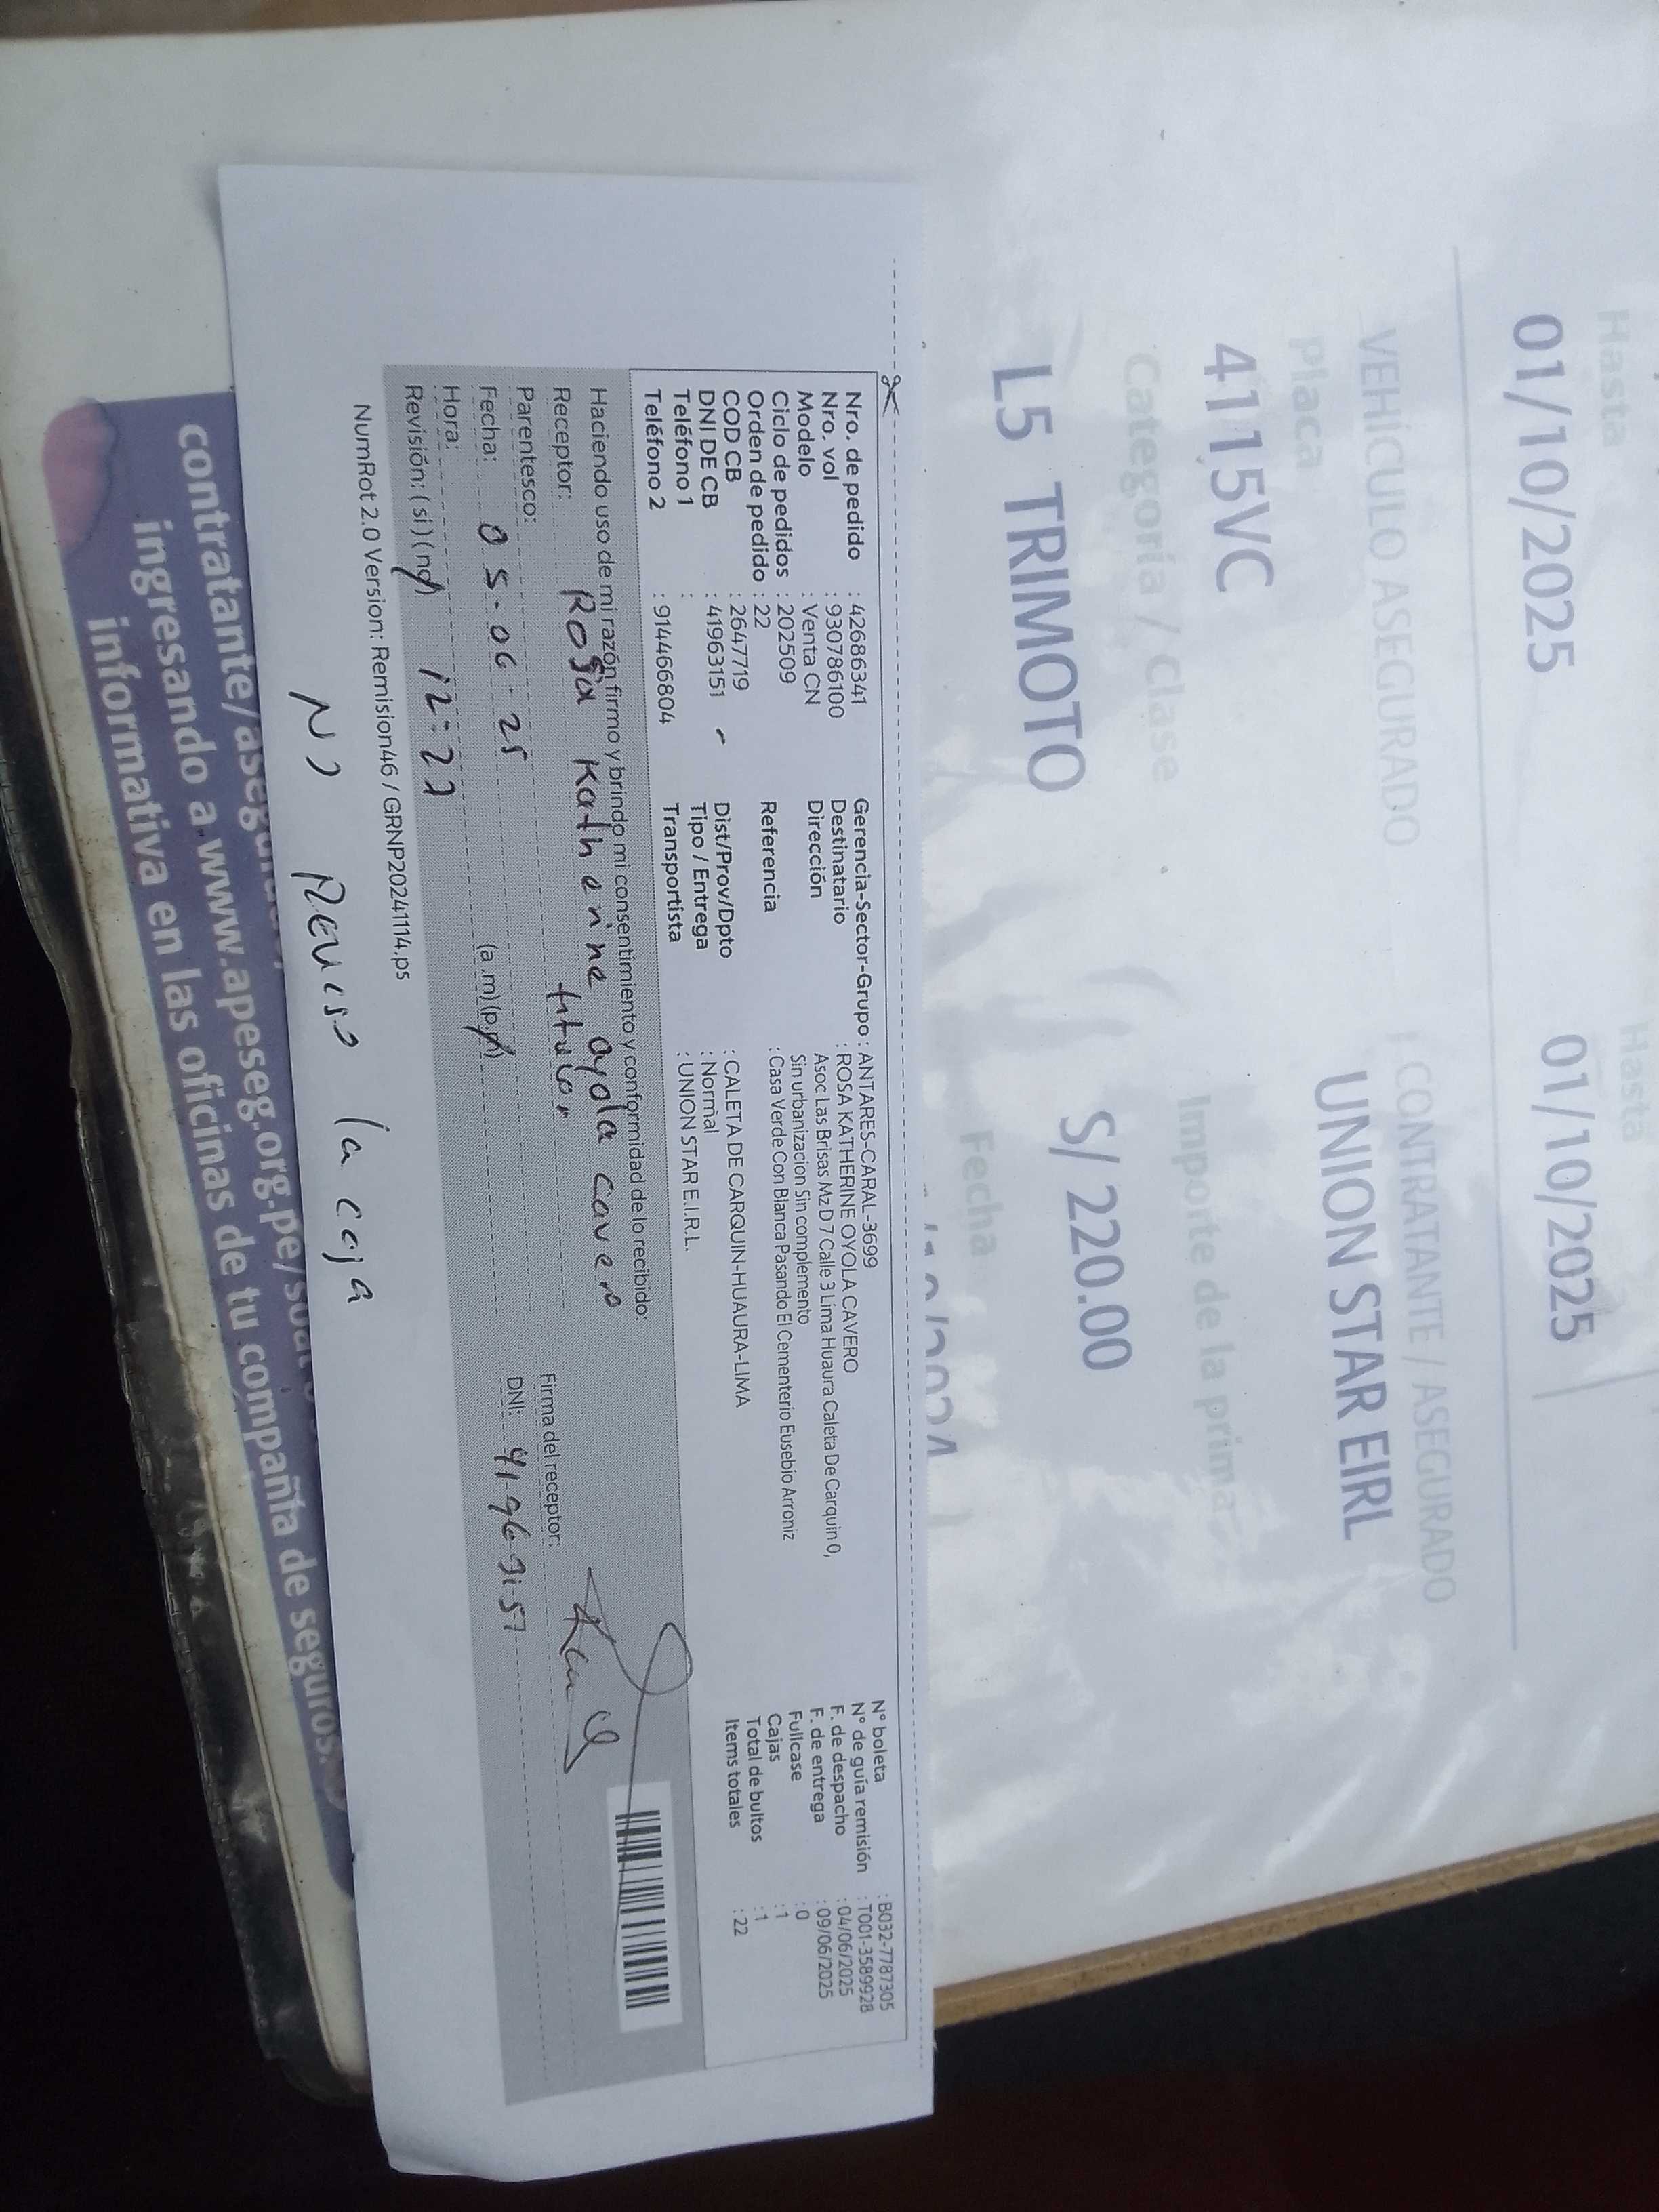 Hasta
Hasta
01/10/2025
01/10/2025
VEHÍCULO ASEGURADO
CONTRATANTE / ASEGURADO
placa
UNION STAR EIRL
4115VC
Categoría / Clase
Importe de la prima
L5 TRIMOTO
S/ 220.00
Fecha
Nro. de pedido : 42686341
Nro. vol : 930786100
Modelo : Venta CN
Ciclo de pedidos : 202509
Orden de pedido : 22
COD CB : 2647719
DNI DE CB : 41963151
Teléfono 1 :
Teléfono 2 : 914466804
Gerencia-Sector-Grupo : ANTARES-CARAL-3699
Destinatario : ROSA KATHERINE OYOLA CAVERO
Dirección Asoc Las Brisas Mz D 7 Calle 3 Lima Huaura Caleta De Carquin 0,
Sin urbanizacion Sin complemento
Referencia : Casa Verde Con Blanca Pasando El Cementerio Eusebio Arroniz
Dist/Prov/Dpto : CALETA DE CARQUIN-HUAURA-LIMA
Tipo / Entrega : Normal
Transportista : UNION STAR E.I.R.L.
N° boleta : B032-7787305
N° de guía remisión : T001-3589928
F. de despacho : 04/06/2025
F. de entrega : 09/06/2025
Fullcase : 0
Cajas : 1
Total de bultos : 1
Items totales : 22
Haciendo uso de mi razón firmo y brindo mi consentimiento y conformidad de lo recibido:
Receptor: Rosa Katherine oyola cavero
Parentesco: titular
Firma del receptor:
Fecha: 05-06-25
DNI: 41963151
Hora: 12:22 (a.m)(p.m)
Revisión: (si) (no)
NumRot 2.0 Version: Remision46 / GRNP20241114.ps
No Reviso la caja
contratante/asegurado,
www.apeseg.org.pe/soat
ingresando a
informativa en las oficinas de tu compañía de seguros.